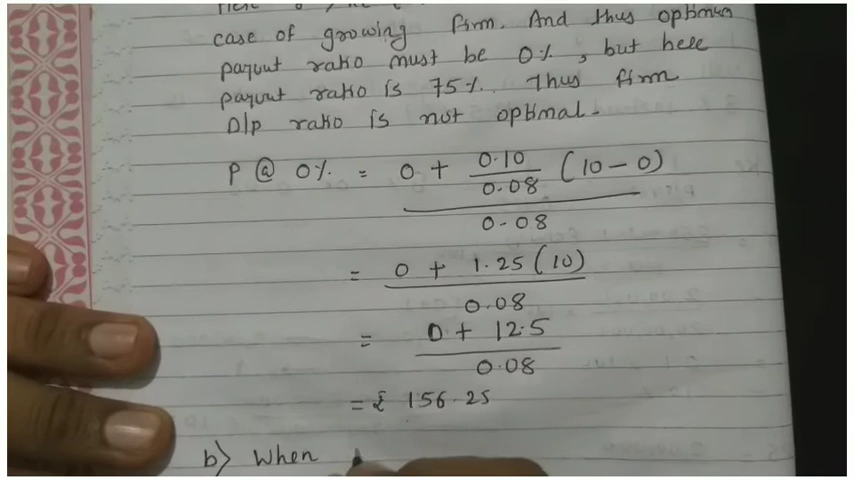 case of growing firm. And thus optimum
payout ratio must be 0%, but here
payout ratio is 75%. Thus firm
D/P ratio is not optimal.
P @ 0% = 0 + 0.10/0.08 (10-0)
0.08
= 0 + 1.25 (10)
0.08
= 0 + 12.5
0.08
= ₹ 156.25
b) When